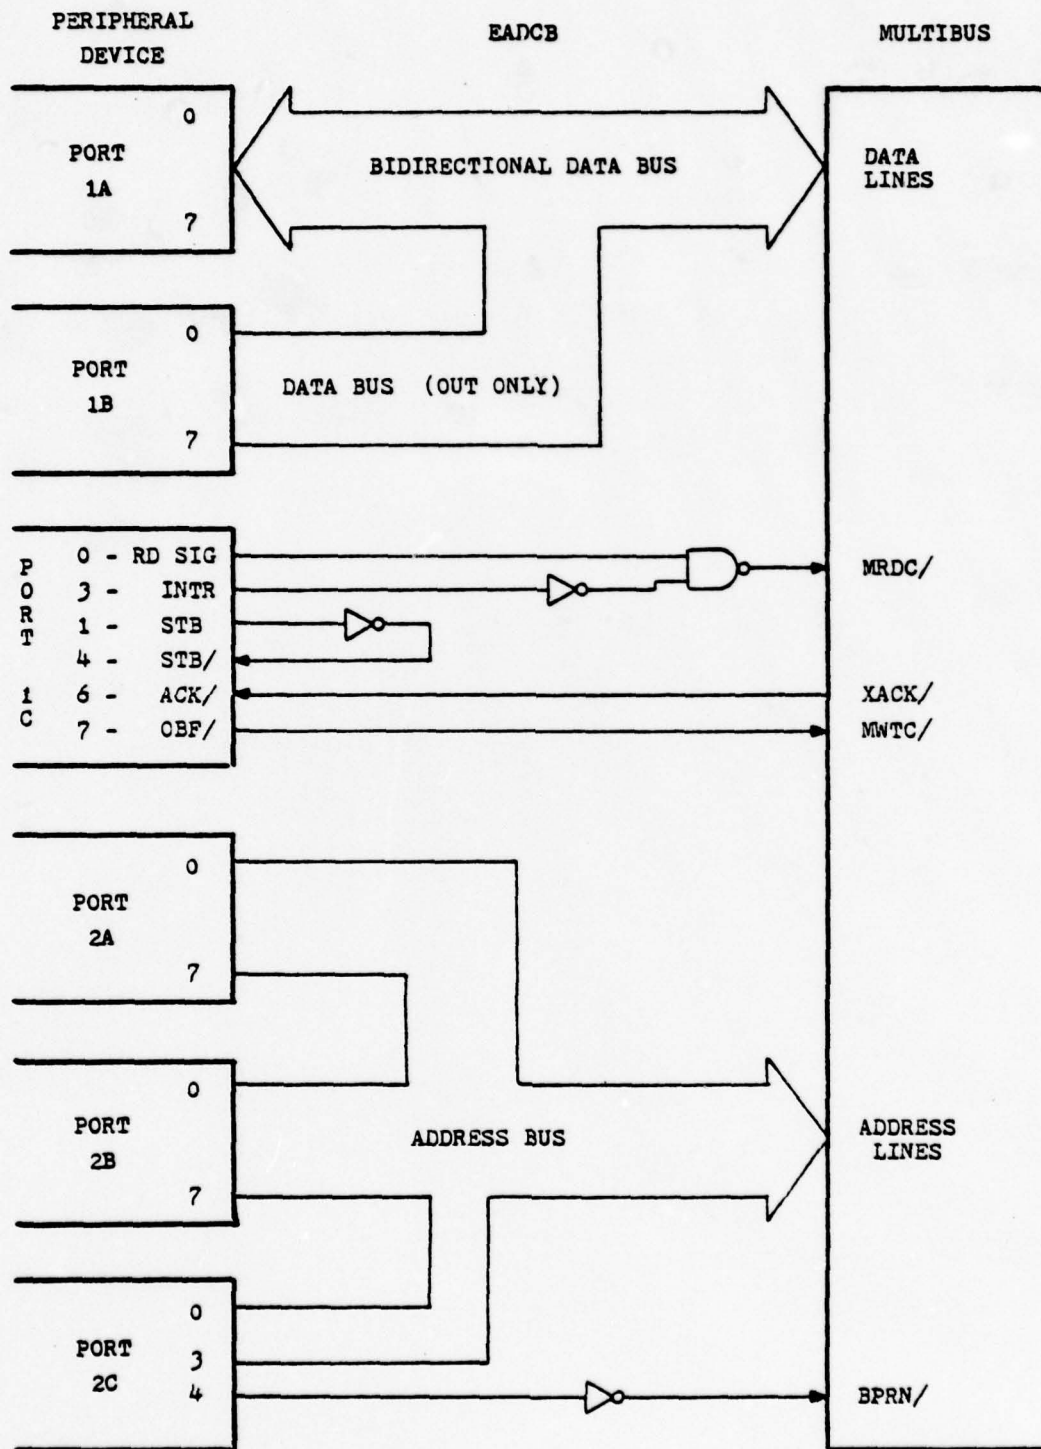 PERIPHERAL
DEVICE
EADCB
MULTIBUS
0
PORT
1A
7
BIDIRECTIONAL DATA BUS
DATA
LINES
0
PORT
1B
7
DATA BUS (OUT ONLY)
PORT 1C
0 - RD SIG
3 - INTR
1 - STB
4 - STB/
6 - ACK/
7 - OBF/
MRDC/
XACK/
MWTC/
0
PORT
2A
7
0
PORT
2B
7
ADDRESS BUS
ADDRESS
LINES
0
PORT
2C
3
4
BPRN/